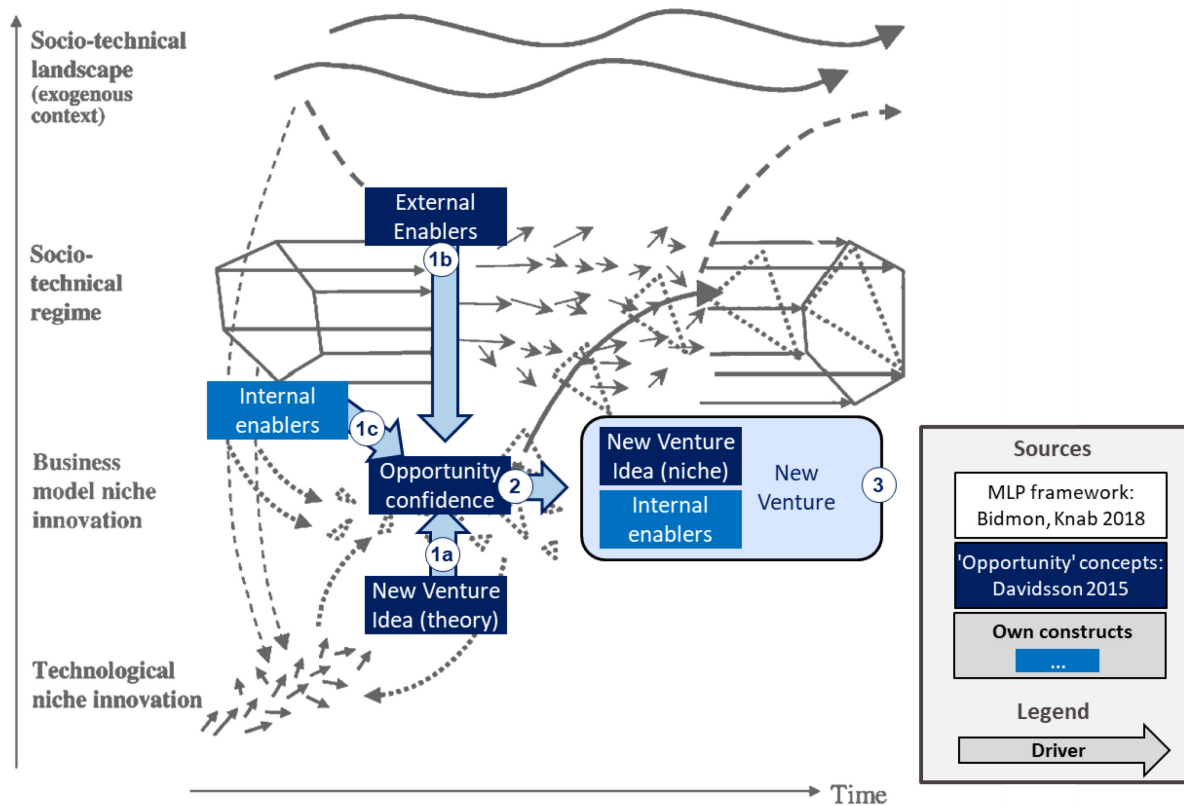 Socio-technical
landscape
(exogenous
context)
External
Enablers
1b
Socio-
technical
regime
Internal
enablers
1c
Business
model niche
innovation
Opportunity
confidence
2
New Venture
Idea (niche)
Internal
enablers
New
Venture
3
1a
New Venture
Idea (theory)
Technological
niche innovation
Time
Sources
MLP framework:
Bidmon, Knab 2018
'Opportunity' concepts:
Davidsson 2015
Own constructs
...
Legend
Driver